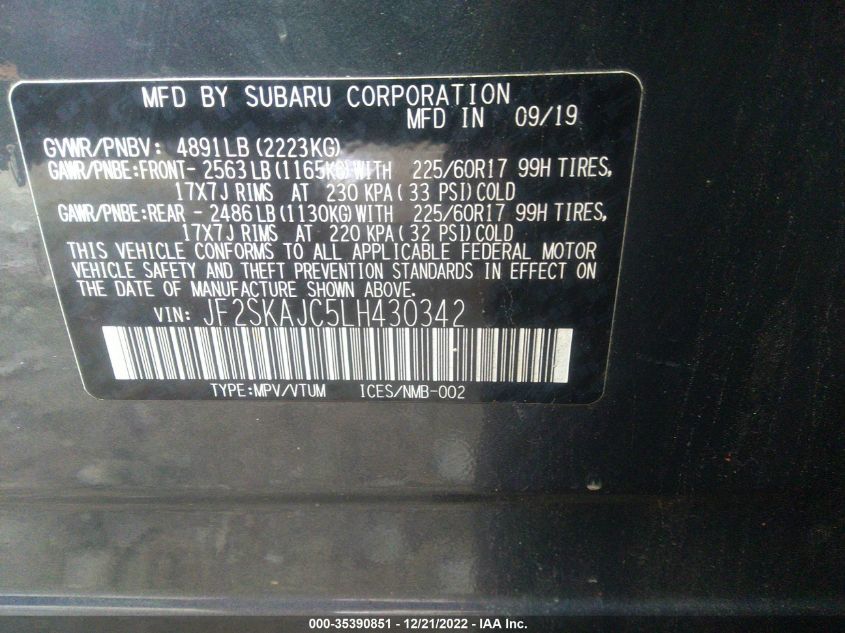 MFD BY SUBARU CORPORATION
MFD IN 09/19
GVWR/PNBV: 4891LB (2223KG)
GAWR/PNBE:FRONT- 2563LB (1165KG)WITH 225/60R17 99H TIRES,
17X7J RIMS AT 230 KPA( 33 PSI)COLD
GAWR/PNBE:REAR - 2486LB (1130KG)WITH 225/60R17 99H TIRES,
17X7J RIMS AT 220 KPA( 32 PSI)COLD
THIS VEHICLE CONFORMS TO ALL APPLICABLE FEDERAL MOTOR
VEHICLE SAFETY AND THEFT PREVENTION STANDARDS IN EFFECT ON
THE DATE OF MANUFACTURE SHOWN ABOVE.
VIN: JF2SKAJC5LH430342
TYPE:MPV/VTUM ICES/NMB-002
000-35390851 - 12/21/2022 - IAA Inc.